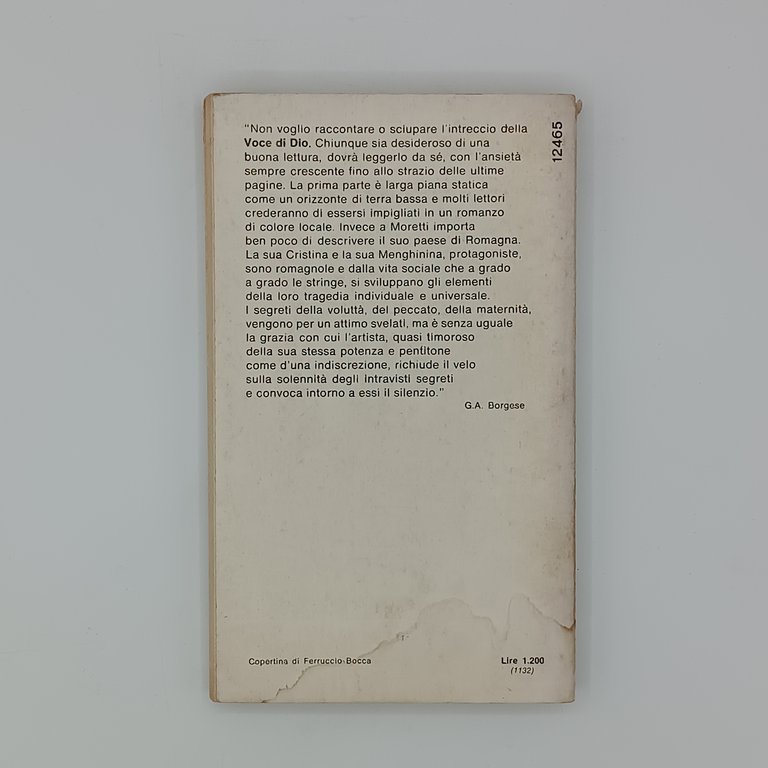 "Non voglio raccontare o sciupare l'intreccio della
Voce di Dio. Chiunque sia desideroso di una
buona lettura, dovrà leggerlo da sé, con l'ansietà
sempre crescente fino allo strazio delle ultime
pagine. La prima parte è larga piana statica
come un orizzonte di terra bassa e molti lettori
crederanno di essersi impigliati in un romanzo
di colore locale. Invece a Moretti importa
ben poco di descrivere il suo paese di Romagna.
La sua Cristina e la sua Menghinina, protagoniste,
sono romagnole e dalla vita sociale che a grado
a grado le stringe, si sviluppano gli elementi
della loro tragedia individuale e universale.
I segreti della voluttà, del peccato, della maternità,
vengono per un attimo svelati, ma è senza uguale
la grazia con cui l'artista, quasi timoroso
della sua stessa potenza e pentitone
come d'una indiscrezione, richiude il velo
sulla solennità degli intravisti segreti
e convoca intorno a essi il silenzio."
G.A. Borgese
12465
Copertina di Ferruccio Bocca
Lire 1.200
(1132)